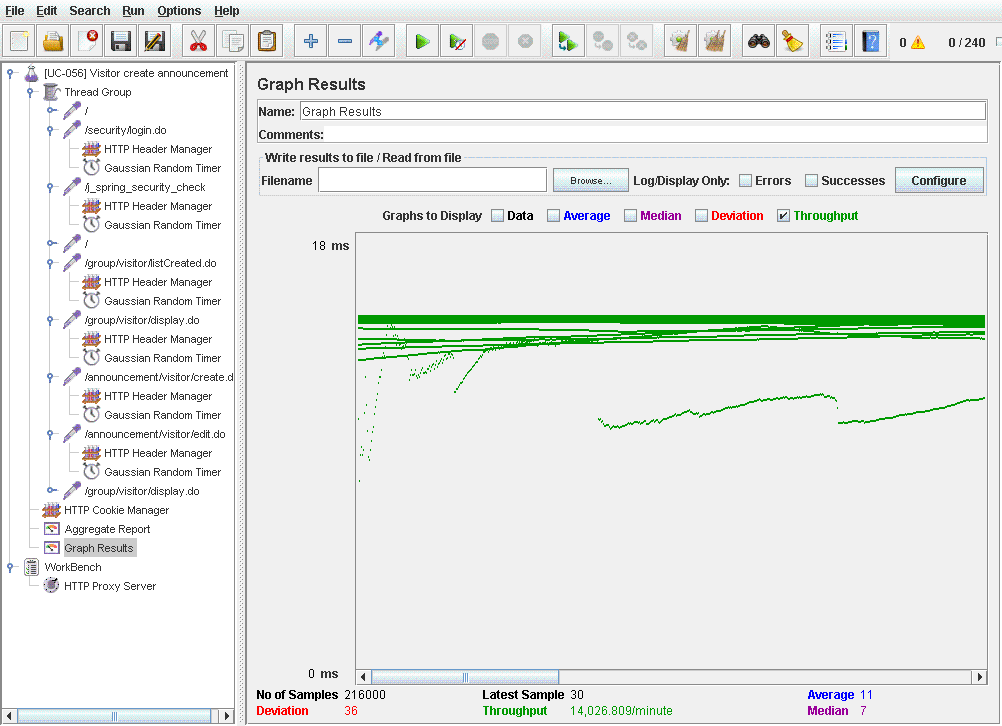 File Edit Search Run Options Help
0 0 / 240
[UC-056] Visitor create announcement
Thread Group
/
/security/login.do
HTTP Header Manager
Gaussian Random Timer
/j_spring_security_check
HTTP Header Manager
Gaussian Random Timer
/
/group/visitor/listCreated.do
HTTP Header Manager
Gaussian Random Timer
/group/visitor/display.do
HTTP Header Manager
Gaussian Random Timer
/announcement/visitor/create.d
HTTP Header Manager
Gaussian Random Timer
/announcement/visitor/edit.do
HTTP Header Manager
Gaussian Random Timer
/group/visitor/display.do
HTTP Cookie Manager
Aggregate Report
Graph Results
WorkBench
HTTP Proxy Server
Graph Results
Name: Graph Results
Comments:
Write results to file / Read from file
Filename Browse... Log/Display Only: Errors Successes Configure
Graphs to Display Data Average Median Deviation Throughput
18 ms
0 ms
No of Samples 216000 Latest Sample 30 Average 11
Deviation 36 Throughput 14,026.809/minute Median 7